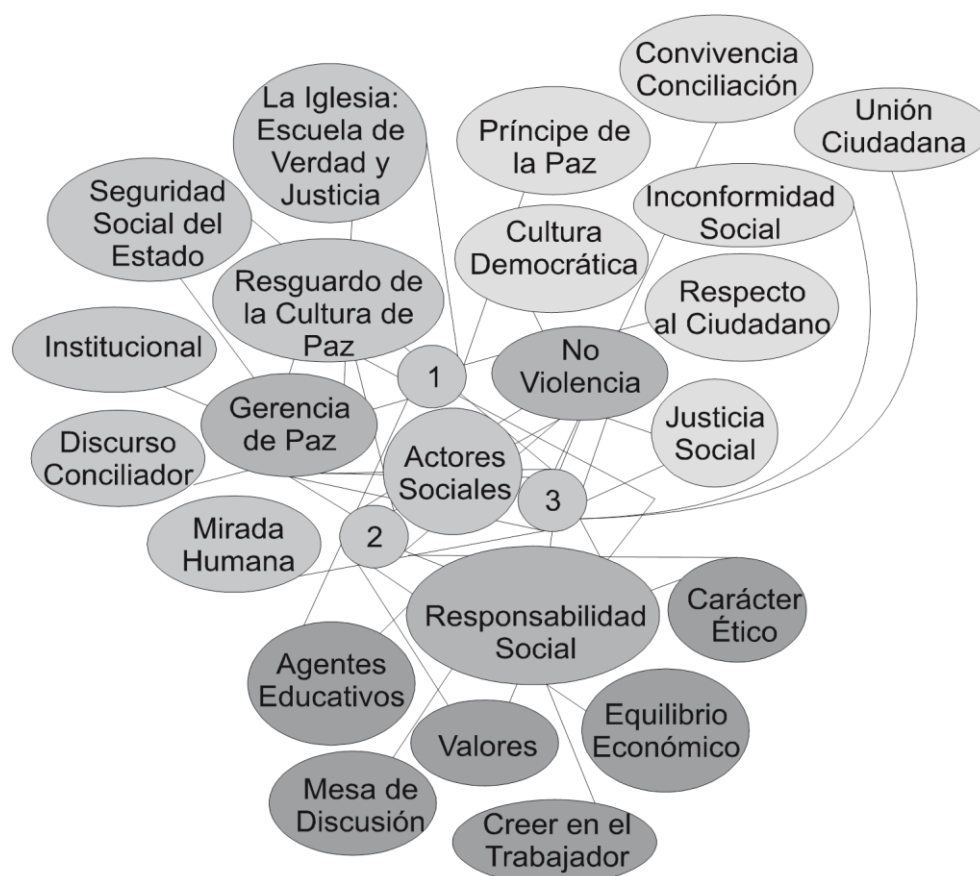 Convivencia
Conciliación
Unión
Ciudadana
La Iglesia:
Escuela de
Verdad y
Justicia
Príncipe de
la Paz
Seguridad
Social del
Estado
Inconformidad
Social
Cultura
Democrática
Resguardo de
la Cultura de
Paz
Respecto
al Ciudadano
Institucional
No
Violencia
1
Gerencia
de Paz
Justicia
Social
Discurso
Conciliador
Actores
Sociales
3
2
Mirada
Humana
Responsabilidad
Social
Carácter
Ético
Agentes
Educativos
Equilibrio
Económico
Valores
Mesa de
Discusión
Creer en el
Trabajador